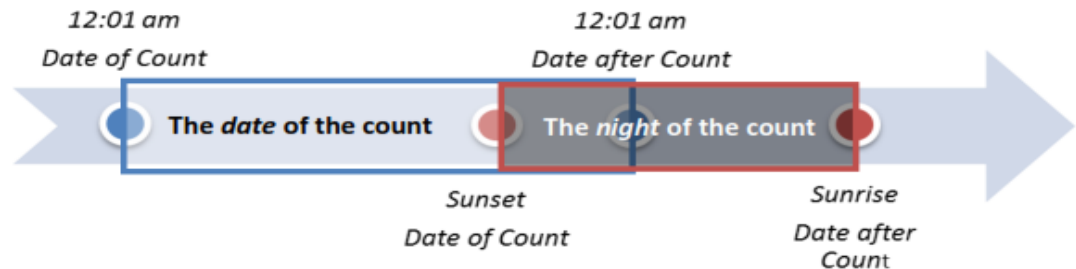 12:01 am
Date of Count
12:01 am
Date after Count
The date of the count
The night of the count
Sunset
Date of Count
Sunrise
Date after
Count